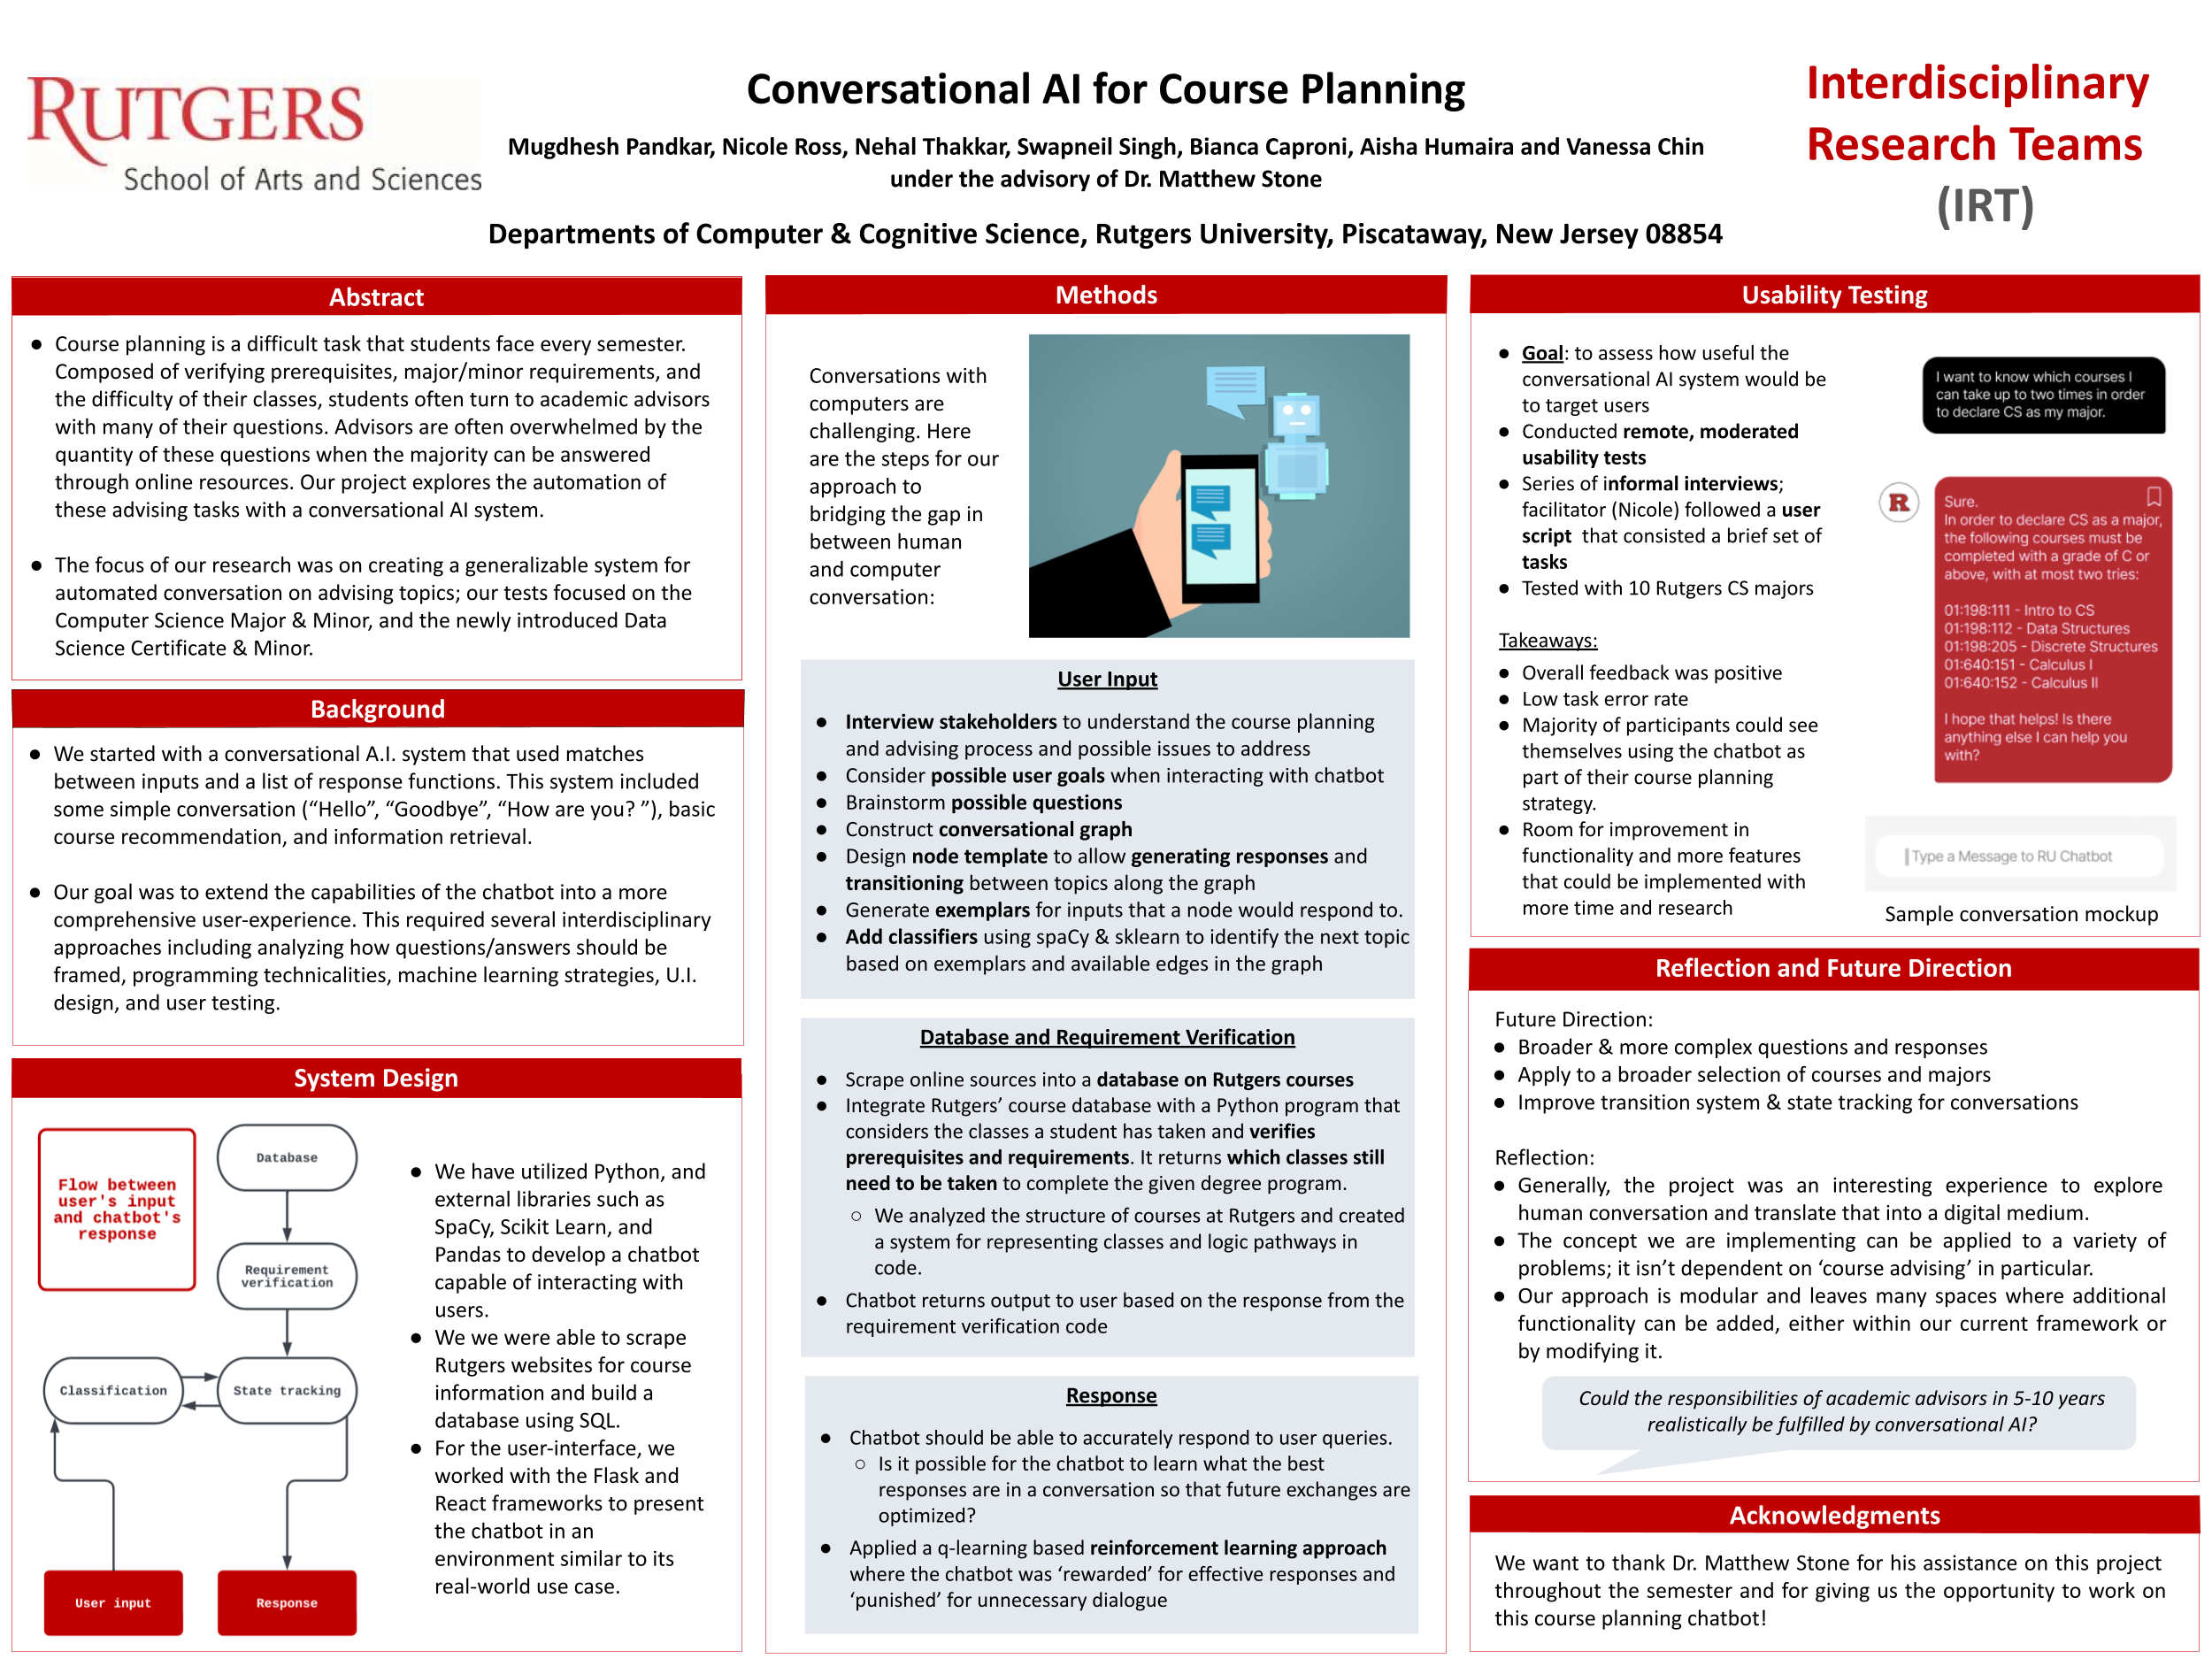 RUTGERS
School of Arts and Sciences
Conversational AI for Course Planning
Mugdhesh Pandkar, Nicole Ross, Nehal Thakkar, Swapneil Singh, Bianca Caproni, Aisha Humaira and Vanessa Chin
under the advisory of Dr. Matthew Stone
Departments of Computer & Cognitive Science, Rutgers University, Piscataway, New Jersey 08854
Interdisciplinary
Research Teams
(IRT)
Abstract
● Course planning is a difficult task that students face every semester.
Composed of verifying prerequisites, major/minor requirements, and
the difficulty of their classes, students often turn to academic advisors
with many of their questions. Advisors are often overwhelmed by the
quantity of these questions when the majority can be answered
through online resources. Our project explores the automation of
these advising tasks with a conversational AI system.
● The focus of our research was on creating a generalizable system for
automated conversation on advising topics; our tests focused on the
Computer Science Major & Minor, and the newly introduced Data
Science Certificate & Minor.
Background
● We started with a conversational A.I. system that used matches
between inputs and a list of response functions. This system included
some simple conversation (“Hello”, “Goodbye”, “How are you? ”), basic
course recommendation, and information retrieval.
● Our goal was to extend the capabilities of the chatbot into a more
comprehensive user-experience. This required several interdisciplinary
approaches including analyzing how questions/answers should be
framed, programming technicalities, machine learning strategies, U.I.
design, and user testing.
System Design
Flow between
user's input
and chatbot's
response
Database
Requirement
verification
Classification
State tracking
User input
Response
● We have utilized Python, and
external libraries such as
SpaCy, Scikit Learn, and
Pandas to develop a chatbot
capable of interacting with
users.
● We we were able to scrape
Rutgers websites for course
information and build a
database using SQL.
● For the user-interface, we
worked with the Flask and
React frameworks to present
the chatbot in an
environment similar to its
real-world use case.
Methods
Conversations with
computers are
challenging. Here
are the steps for our
approach to
bridging the gap in
between human
and computer
conversation:
User Input
● Interview stakeholders to understand the course planning
and advising process and possible issues to address
● Consider possible user goals when interacting with chatbot
● Brainstorm possible questions
● Construct conversational graph
● Design node template to allow generating responses and
transitioning between topics along the graph
● Generate exemplars for inputs that a node would respond to.
● Add classifiers using spaCy & sklearn to identify the next topic
based on exemplars and available edges in the graph
Database and Requirement Verification
● Scrape online sources into a database on Rutgers courses
● Integrate Rutgers’ course database with a Python program that
considers the classes a student has taken and verifies
prerequisites and requirements. It returns which classes still
need to be taken to complete the given degree program.
○ We analyzed the structure of courses at Rutgers and created
a system for representing classes and logic pathways in
code.
● Chatbot returns output to user based on the response from the
requirement verification code
Response
● Chatbot should be able to accurately respond to user queries.
○ Is it possible for the chatbot to learn what the best
responses are in a conversation so that future exchanges are
optimized?
● Applied a q-learning based reinforcement learning approach
where the chatbot was ‘rewarded’ for effective responses and
‘punished’ for unnecessary dialogue
Usability Testing
● Goal: to assess how useful the
conversational AI system would be
to target users
● Conducted remote, moderated
usability tests
● Series of informal interviews;
facilitator (Nicole) followed a user
script that consisted a brief set of
tasks
● Tested with 10 Rutgers CS majors
Takeaways:
● Overall feedback was positive
● Low task error rate
● Majority of participants could see
themselves using the chatbot as
part of their course planning
strategy.
● Room for improvement in
functionality and more features
that could be implemented with
more time and research
I want to know which courses I
can take up to two times in order
to declare CS as my major.
R
Sure.
In order to declare CS as a major,
the following courses must be
completed with a grade of C or
above, with at most two tries:
01:198:111 - Intro to CS
01:198:112 - Data Structures
01:198:205 - Discrete Structures
01:640:151 - Calculus I
01:640:152 - Calculus II
I hope that helps! Is there
anything else I can help you
with?
Type a Message to RU Chatbot
Sample conversation mockup
Reflection and Future Direction
Future Direction:
● Broader & more complex questions and responses
● Apply to a broader selection of courses and majors
● Improve transition system & state tracking for conversations
Reflection:
● Generally, the project was an interesting experience to explore
human conversation and translate that into a digital medium.
● The concept we are implementing can be applied to a variety of
problems; it isn’t dependent on ‘course advising’ in particular.
● Our approach is modular and leaves many spaces where additional
functionality can be added, either within our current framework or
by modifying it.
Could the responsibilities of academic advisors in 5-10 years
realistically be fulfilled by conversational AI?
Acknowledgments
We want to thank Dr. Matthew Stone for his assistance on this project
throughout the semester and for giving us the opportunity to work on
this course planning chatbot!